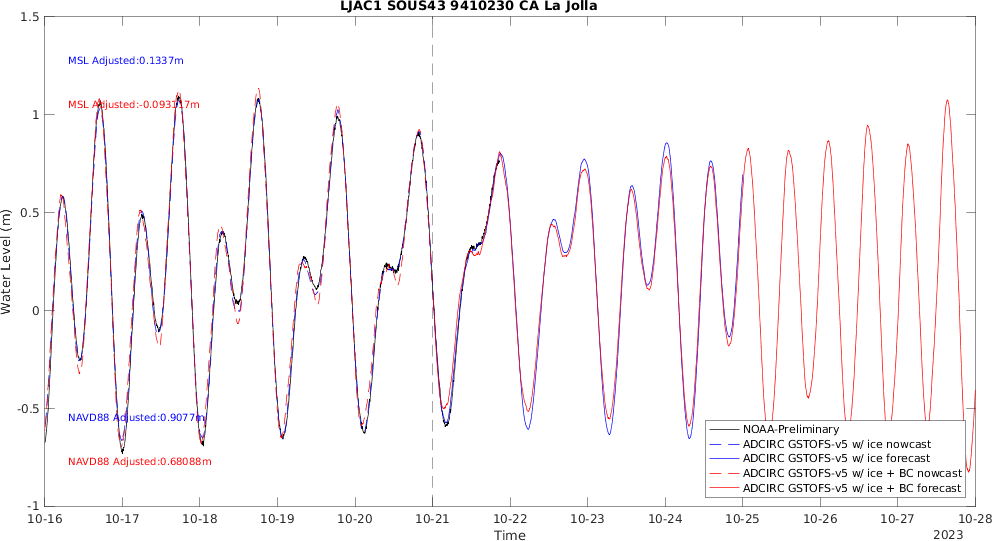 LJAC1 SOUS43 9410230 CA La Jolla
1.5
1
0.5
0
-0.5
-1
Water Level (m)
MSL Adjusted:0.1337m
MSL Adjusted:-0.093117m
NAVD88 Adjusted:0.9077m
NAVD88 Adjusted:0.68088m
NOAA-Preliminary
ADCIRC GSTOFS-v5 w/ ice nowcast
ADCIRC GSTOFS-v5 w/ ice forecast
ADCIRC GSTOFS-v5 w/ ice + BC nowcast
ADCIRC GSTOFS-v5 w/ ice + BC forecast
10-16 10-17 10-18 10-19 10-20 10-21 10-22 10-23 10-24 10-25 10-26 10-27 10-28
Time
2023